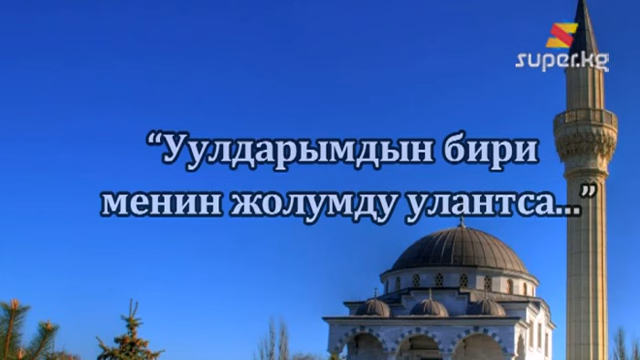 super.kg
“Уулдарымдын бири
менин жолумду улантса...”